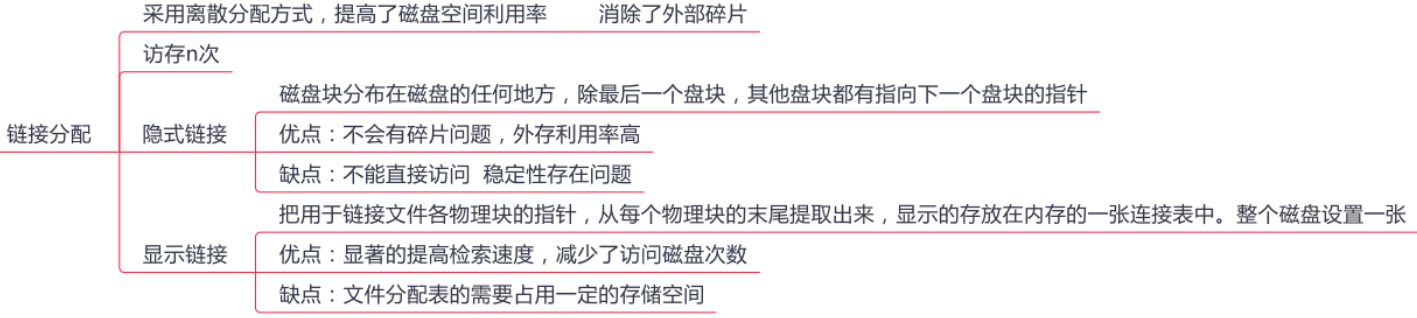 采用离散分配方式，提高了磁盘空间利用率 消除了外部碎片
访存n次
磁盘块分布在磁盘的任何地方，除最后一个盘块，其他盘块都有指向下一个盘块的指针
链接分配 隐式链接 优点：不会有碎片问题，外存利用率高
缺点：不能直接访问 稳定性存在问题
把用于链接文件各物理块的指针，从每个物理块的末尾提取出来，显示的存放在内存的一张连接表中。整个磁盘设置一张
显示链接 优点：显著的提高检索速度，减少了访问磁盘次数
缺点：文件分配表的需要占用一定的存储空间